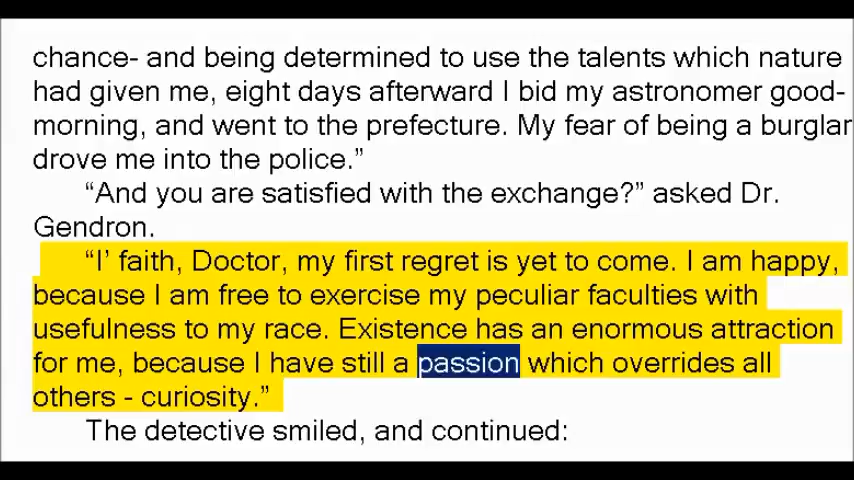 chance- and being determined to use the talents which nature
had given me, eight days afterward I bid my astronomer good-
morning, and went to the prefecture. My fear of being a burglar
drove me into the police.”
“And you are satisfied with the exchange?” asked Dr.
Gendron.
“I’ faith, Doctor, my first regret is yet to come. I am happy,
because I am free to exercise my peculiar faculties with
usefulness to my race. Existence has an enormous attraction
for me, because I have still a passion which overrides all
others - curiosity.”
The detective smiled, and continued: